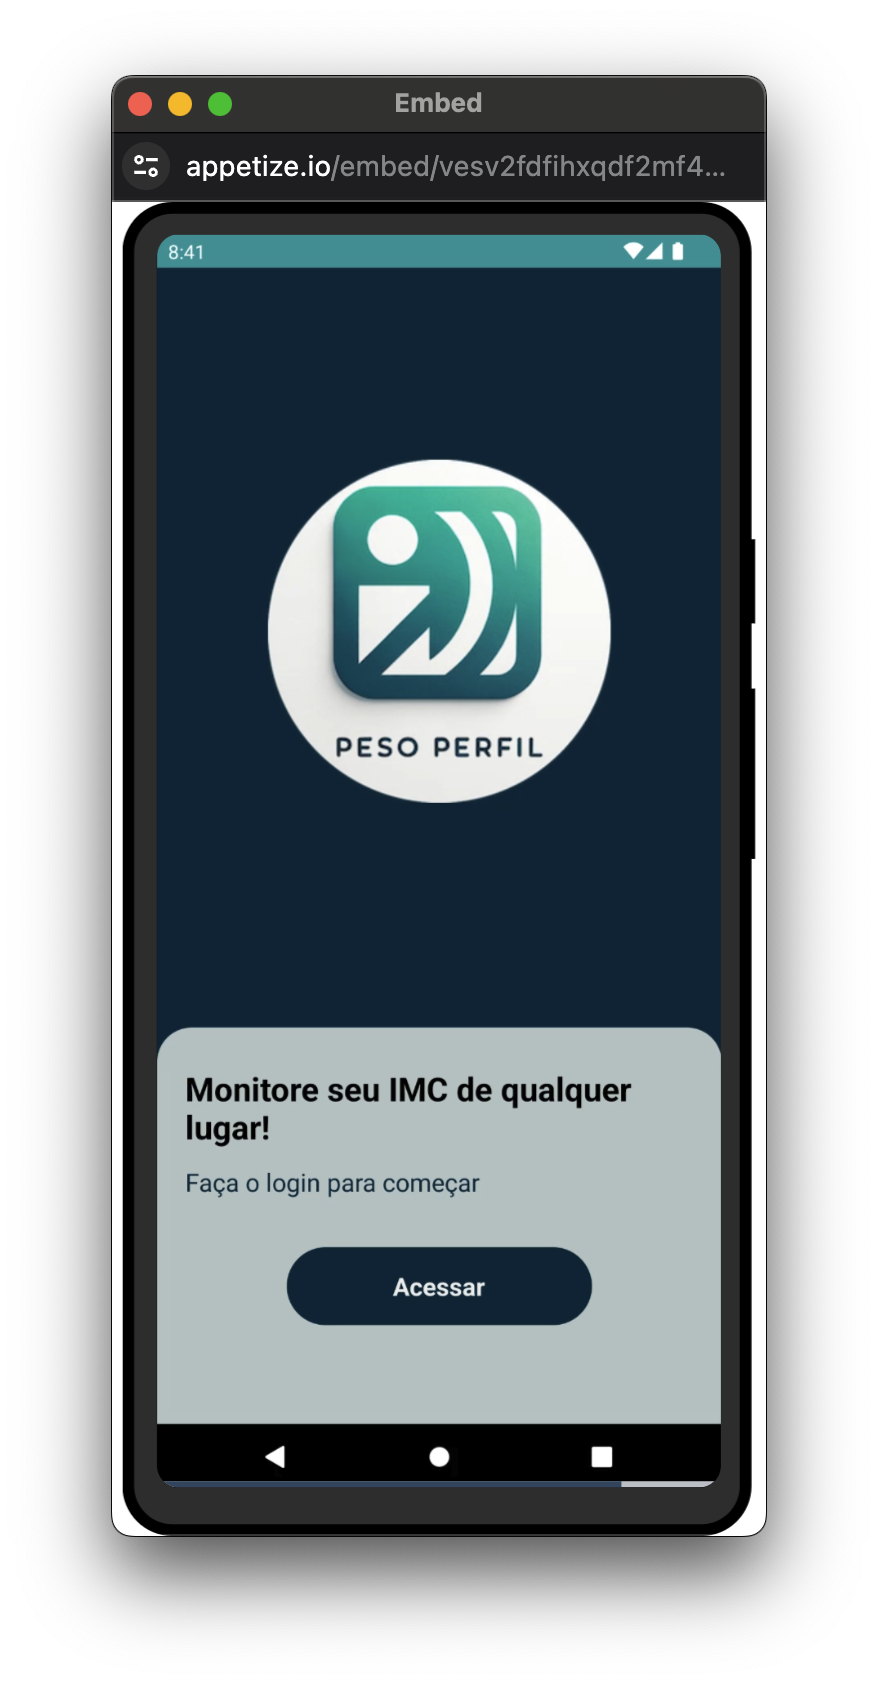 Embed
appetize.io/embed/vesv2fdfihxqdf2mf4...
8:41
PESO PERFIL
Monitore seu IMC de qualquer
lugar!
Faça o login para começar
Acessar